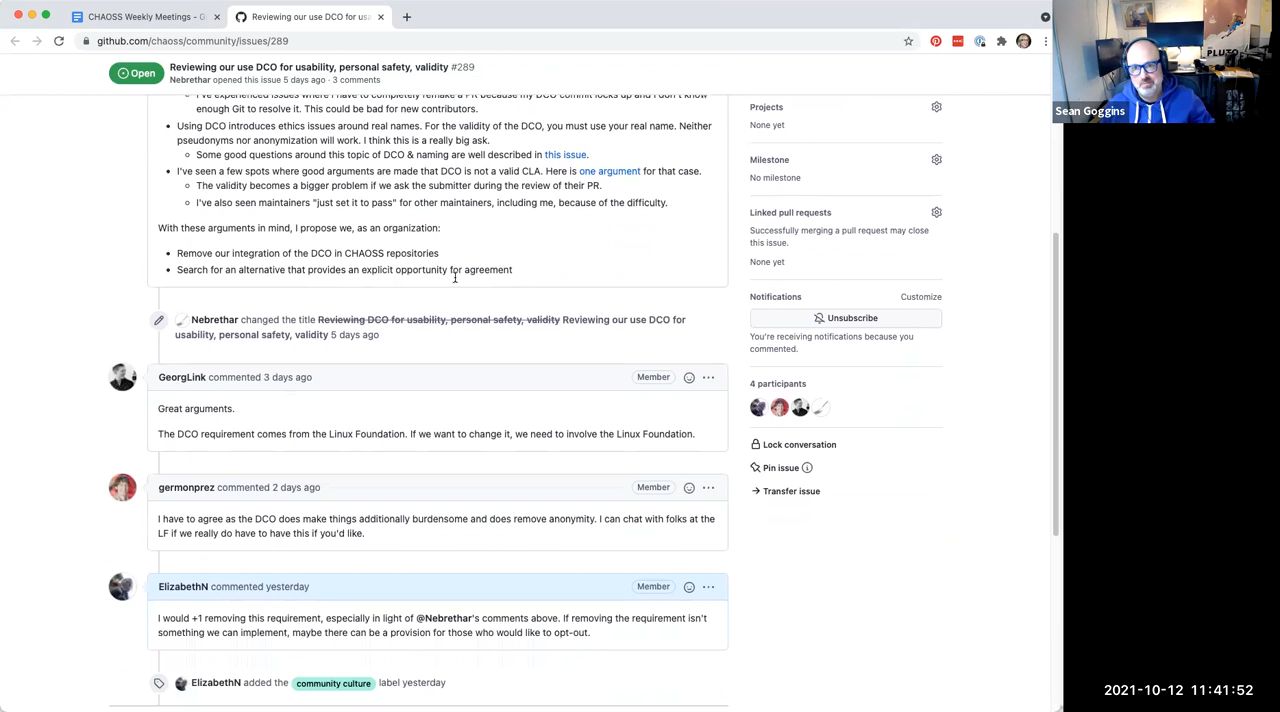 CHAOSS Weekly Meetings - G
Reviewing our use DCO for usa
github.com/chaoss/community/issues/289
PLUTO
Sean Goggins
Open
Reviewing our use DCO for usability, personal safety, validity #289
Nebrethar opened this issue 5 days ago · 3 comments
I've experienced issues where I have to completely remake a PR because my DCO commit locks up and I don't know
enough Git to resolve it. This could be bad for new contributors.
Using DCO introduces ethics issues around real names. For the validity of the DCO, you must use your real name. Neither
pseudonyms nor anonymization will work. I think this is a really big ask.
Some good questions around this topic of DCO & naming are well described in this issue.
I've seen a few spots where good arguments are made that DCO is not a valid CLA. Here is one argument for that case.
The validity becomes a bigger problem if we ask the submitter during the review of their PR.
I've also seen maintainers "just set it to pass" for other maintainers, including me, because of the difficulty.
With these arguments in mind, I propose we, as an organization:
Remove our integration of the DCO in CHAOSS repositories
Search for an alternative that provides an explicit opportunity for agreement
Nebrethar changed the title Reviewing DCO for usability, personal safety, validity Reviewing our use DCO for
usability, personal safety, validity 5 days ago
GeorgLink commented 3 days ago
Member
Great arguments.
The DCO requirement comes from the Linux Foundation. If we want to change it, we need to involve the Linux Foundation.
germonprez commented 2 days ago
Member
I have to agree as the DCO does make things additionally burdensome and does remove anonymity. I can chat with folks at the
LF if we really do have to have this if you'd like.
ElizabethN commented yesterday
Member
I would +1 removing this requirement, especially in light of @Nebrethar's comments above. If removing the requirement isn't
something we can implement, maybe there can be a provision for those who would like to opt-out.
ElizabethN added the community culture label yesterday
Projects
None yet
Milestone
No milestone
Linked pull requests
Successfully merging a pull request may close
this issue.
None yet
Notifications
Customize
Unsubscribe
You're receiving notifications because you
commented.
4 participants
Lock conversation
Pin issue
Transfer issue
2021-10-12 11:41:52